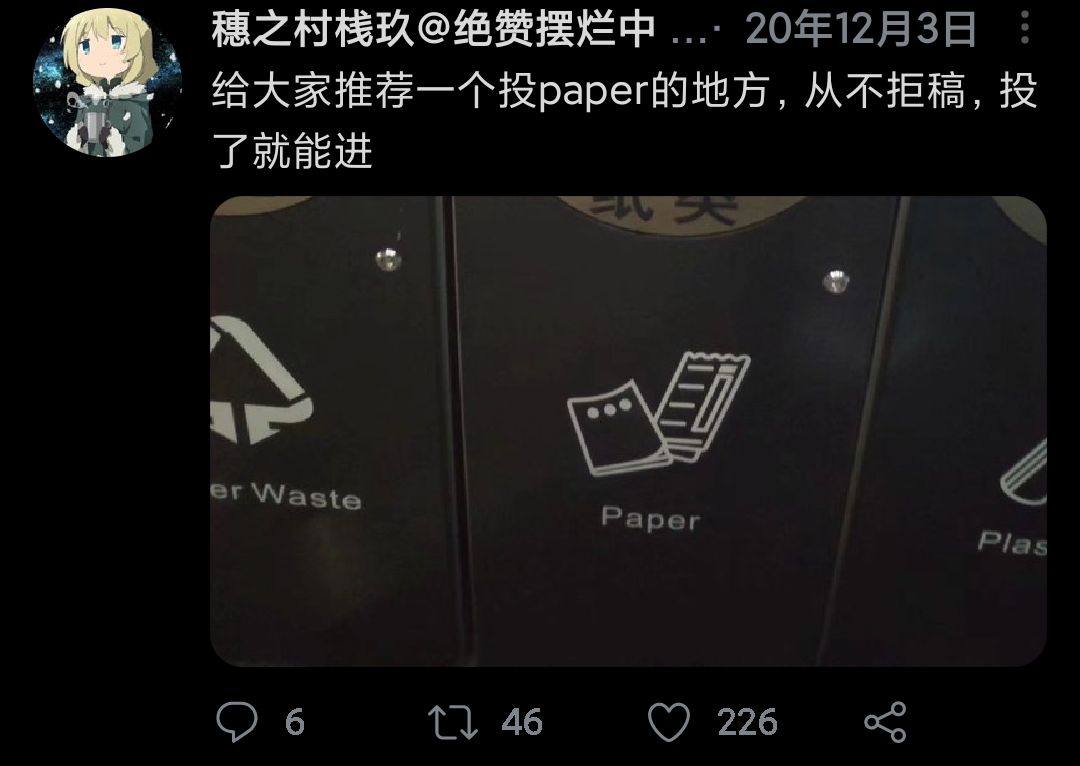 穗之村栈玖@绝赞摆烂中 ...· 20年12月3日
给大家推荐一个投paper的地方，从不拒稿，投
了就能进
纸类
er Waste
Paper
Plas
6 46 226